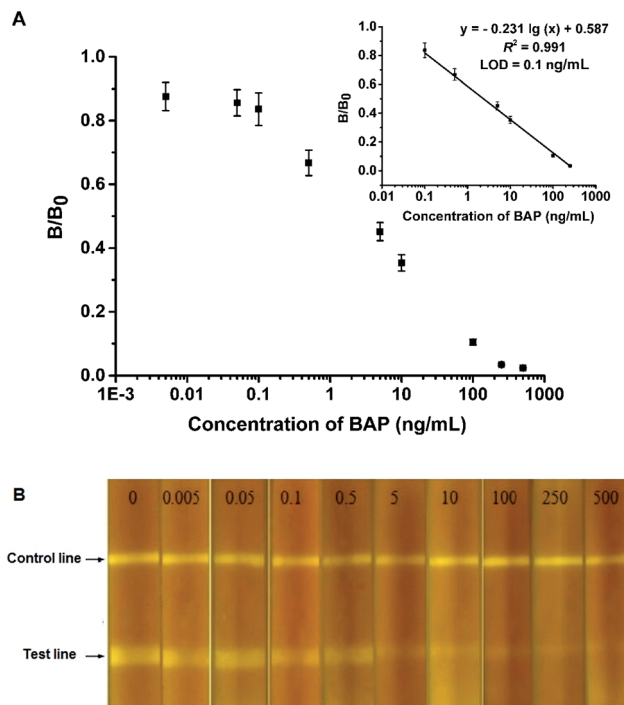 A
y = - 0.231 lg (x) + 0.587
R² = 0.991
LOD = 0.1 ng/mL
B/B0
1.0
0.8
0.6
0.4
0.2
0.0
1E-3 0.01 0.1 1 10 100 1000
Concentration of BAP (ng/mL)
B/B0
1.0
0.8
0.6
0.4
0.2
0.0
0.01 0.1 1 10 100 1000
Concentration of BAP (ng/mL)
B
0 0.005 0.05 0.1 0.5 5 10 100 250 500
Control line
Test line